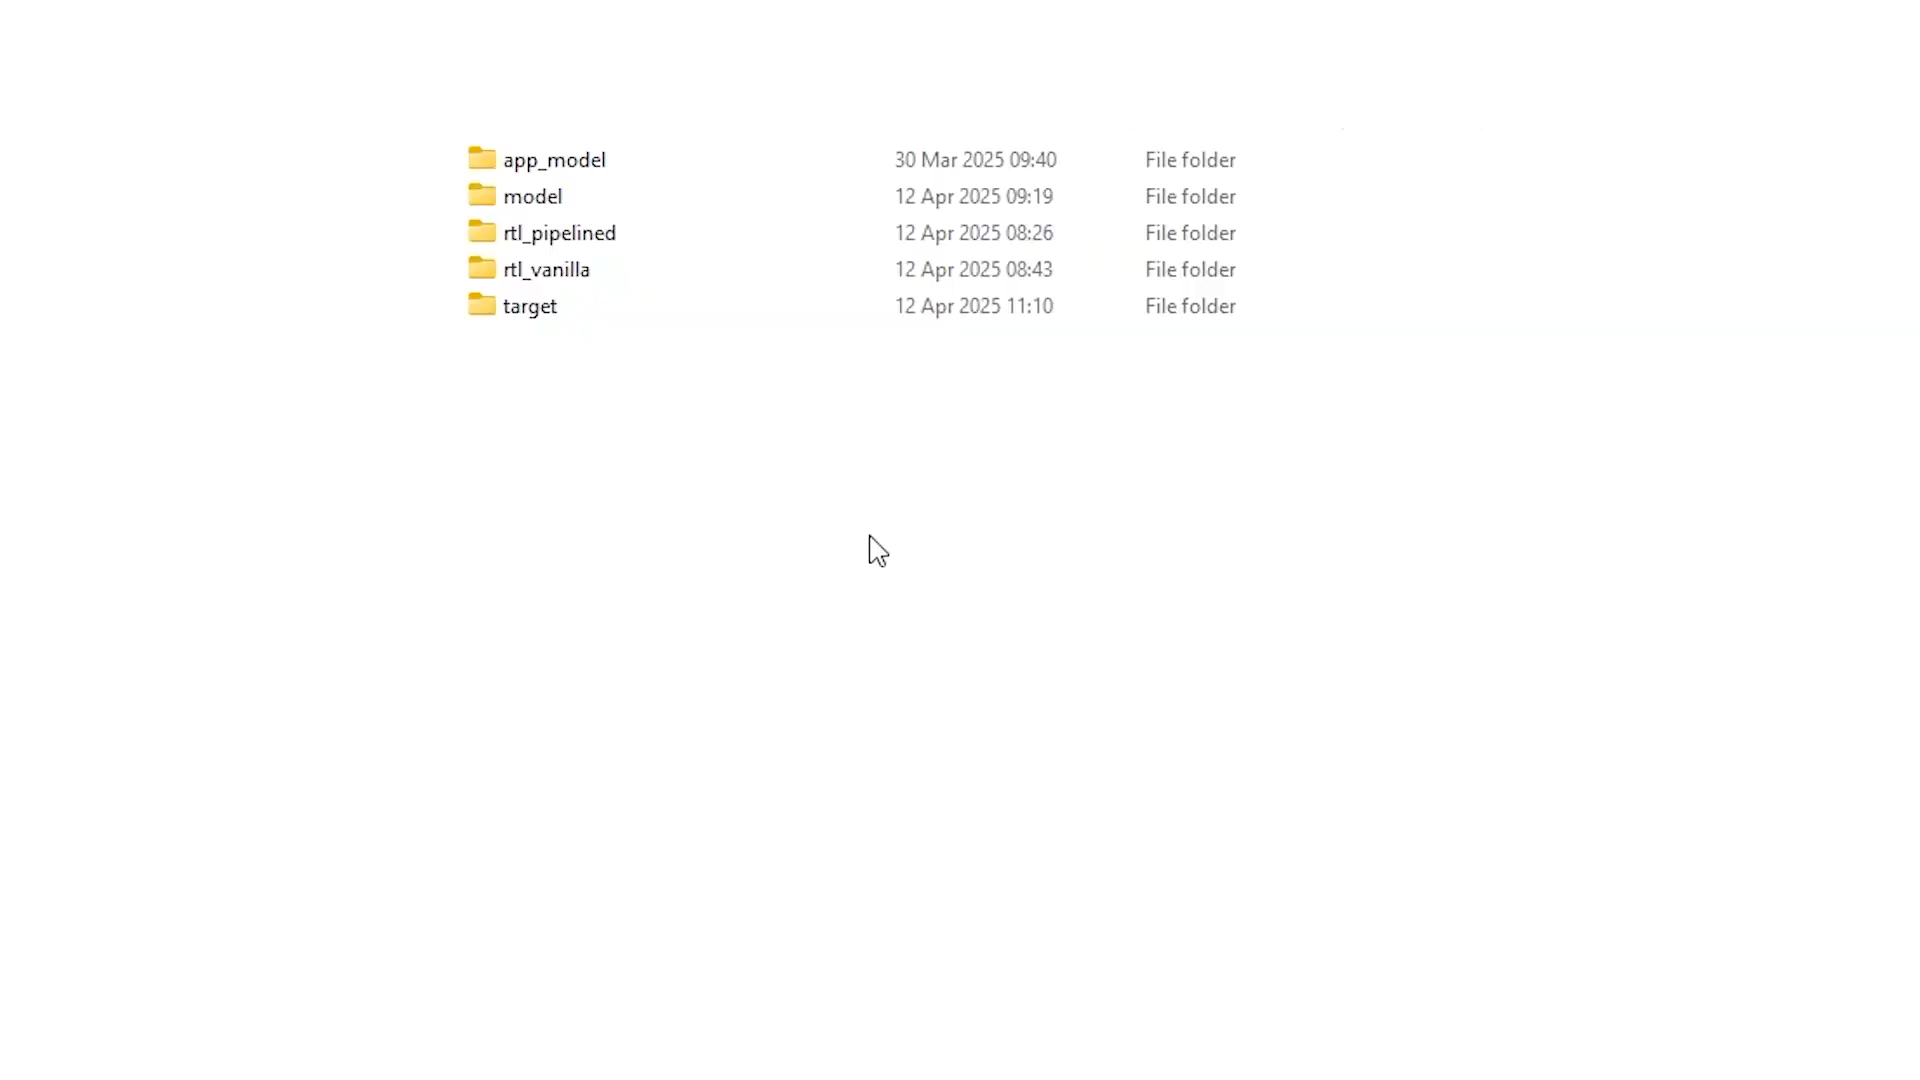 app_model 30 Mar 2025 09:40 File folder
model 12 Apr 2025 09:19 File folder
rtl_pipelined 12 Apr 2025 08:26 File folder
rtl_vanilla 12 Apr 2025 08:43 File folder
target 12 Apr 2025 11:10 File folder